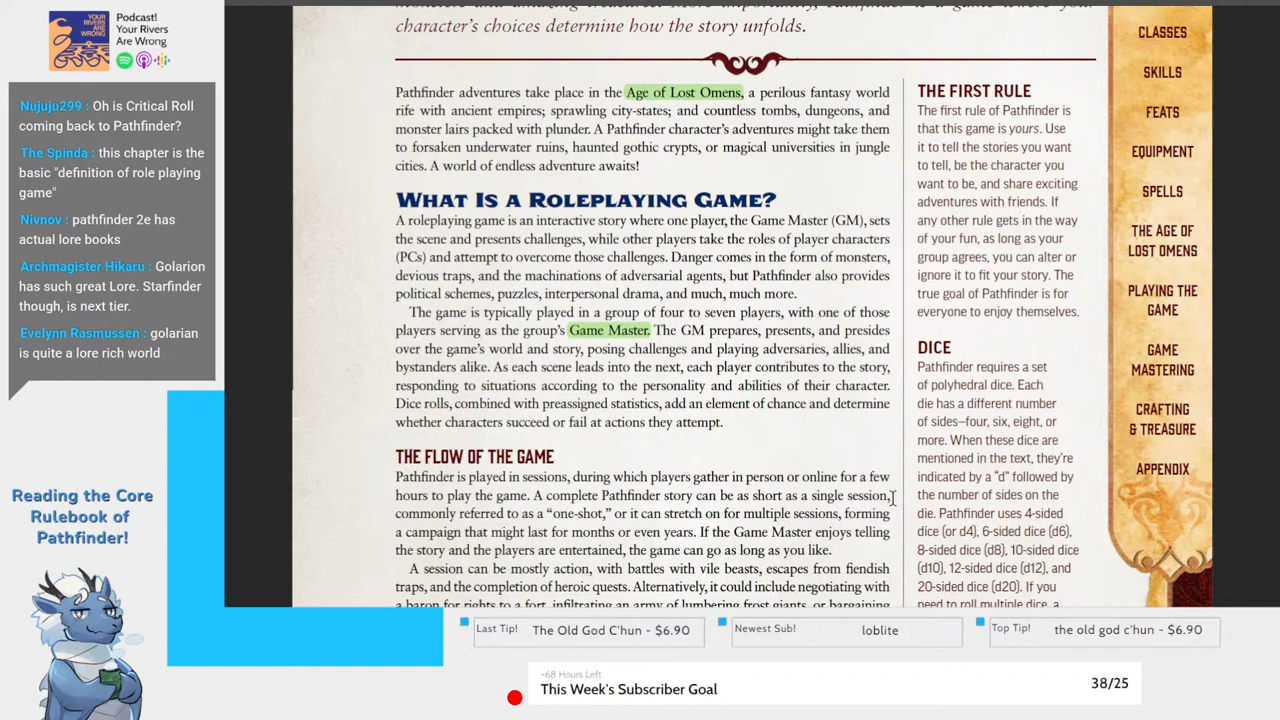 YOUR
RIVERS
ARE
WRONG
Podcast!
Your Rivers
Are Wrong
Nujuju299 : Oh is Critical Roll
coming back to Pathfinder?
The Spinda : this chapter is the
basic "definition of role playing
game"
Nivnov : pathfinder 2e has
actual lore books
Archmagister Hikaru : Golarion
has such great Lore. Starfinder
though, is next tier.
Evelynn Rasmussen : golarian
is quite a lore rich world
Reading the Core
Rulebook of
Pathfinder!
character's choices determine how the story unfolds.
Pathfinder adventures take place in the Age of Lost Omens, a perilous fantasy world
rife with ancient empires; sprawling city-states; and countless tombs, dungeons, and
monster lairs packed with plunder. A Pathfinder character's adventures might take them
to forsaken underwater ruins, haunted gothic crypts, or magical universities in jungle
cities. A world of endless adventure awaits!
WHAT IS A ROLEPLAYING GAME?
A roleplaying game is an interactive story where one player, the Game Master (GM), sets
the scene and presents challenges, while other players take the roles of player characters
(PCs) and attempt to overcome those challenges. Danger comes in the form of monsters,
devious traps, and the machinations of adversarial agents, but Pathfinder also provides
political schemes, puzzles, interpersonal drama, and much, much more.
The game is typically played in a group of four to seven players, with one of those
players serving as the group's Game Master. The GM prepares, presents, and presides
over the game's world and story, posing challenges and playing adversaries, allies, and
bystanders alike. As each scene leads into the next, each player contributes to the story,
responding to situations according to the personality and abilities of their character.
Dice rolls, combined with preassigned statistics, add an element of chance and determine
whether characters succeed or fail at actions they attempt.
THE FLOW OF THE GAME
Pathfinder is played in sessions, during which players gather in person or online for a few
hours to play the game. A complete Pathfinder story can be as short as a single session,
commonly referred to as a “one-shot,” or it can stretch on for multiple sessions, forming
a campaign that might last for months or even years. If the Game Master enjoys telling
the story and the players are entertained, the game can go as long as you like.
A session can be mostly action, with battles with vile beasts, escapes from fiendish
traps, and the completion of heroic quests. Alternatively, it could include negotiating with
a baron for rights to a fort, infiltrating an army of lumbering frost giants, or bargaining
THE FIRST RULE
The first rule of Pathfinder is
that this game is yours. Use
it to tell the stories you want
to tell, be the character you
want to be, and share exciting
adventures with friends. If
any other rule gets in the way
of your fun, as long as your
group agrees, you can alter or
ignore it to fit your story. The
true goal of Pathfinder is for
everyone to enjoy themselves.
DICE
Pathfinder requires a set
of polyhedral dice. Each
die has a different number
of sides—four, six, eight, or
more. When these dice are
mentioned in the text, they're
indicated by a “d” followed by
the number of sides on the
die. Pathfinder uses 4-sided
dice (or d4), 6-sided dice (d6),
8-sided dice (d8), 10-sided dice
(d10), 12-sided dice (d12), and
20-sided dice (d20). If you
need to roll multiple dice, a
CLASSES
SKILLS
FEATS
EQUIPMENT
SPELLS
THE AGE OF
LOST OMENS
PLAYING THE
GAME
GAME
MASTERING
CRAFTING
& TREASURE
APPENDIX
Last Tip! The Old God C'hun - $6.90
Newest Sub! loblite
Top Tip! the old god c'hun - $6.90
~68 Hours Left
This Week's Subscriber Goal 38/25